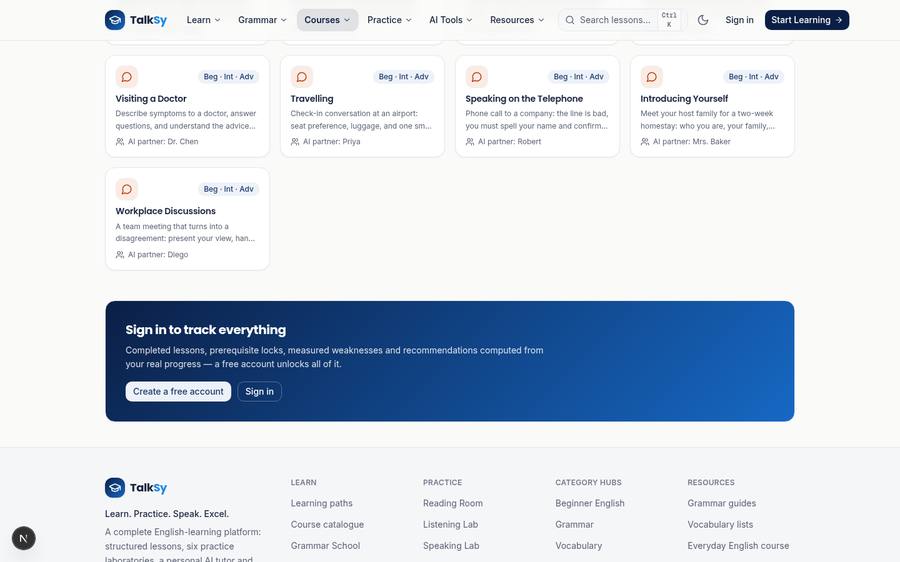 TalkSy
Learn
Grammar
Courses
Practice
AI Tools
Resources
Search lessons...
Ctrl
K
Sign in
Start Learning →
Beg · Int · Adv
Visiting a Doctor
Describe symptoms to a doctor, answer
questions, and understand the advice...
AI partner: Dr. Chen
Beg · Int · Adv
Travelling
Check-in conversation at an airport:
seat preference, luggage, and one sm...
AI partner: Priya
Beg · Int · Adv
Speaking on the Telephone
Phone call to a company: the line is bad,
you must spell your name and confirm...
AI partner: Robert
Beg · Int · Adv
Introducing Yourself
Meet your host family for a two-week
homestay: who you are, your family,...
AI partner: Mrs. Baker
Beg · Int · Adv
Workplace Discussions
A team meeting that turns into a
disagreement: present your view, han...
AI partner: Diego
Sign in to track everything
Completed lessons, prerequisite locks, measured weaknesses and recommendations computed from
your real progress — a free account unlocks all of it.
Create a free account
Sign in
TalkSy
Learn. Practice. Speak. Excel.
A complete English-learning platform:
structured lessons, six practice
laboratories, a personal AI tutor and
LEARN
Learning paths
Course catalogue
Grammar School
PRACTICE
Reading Room
Listening Lab
Speaking Lab
CATEGORY HUBS
Beginner English
Grammar
Vocabulary
RESOURCES
Grammar guides
Vocabulary lists
Everyday English course
N